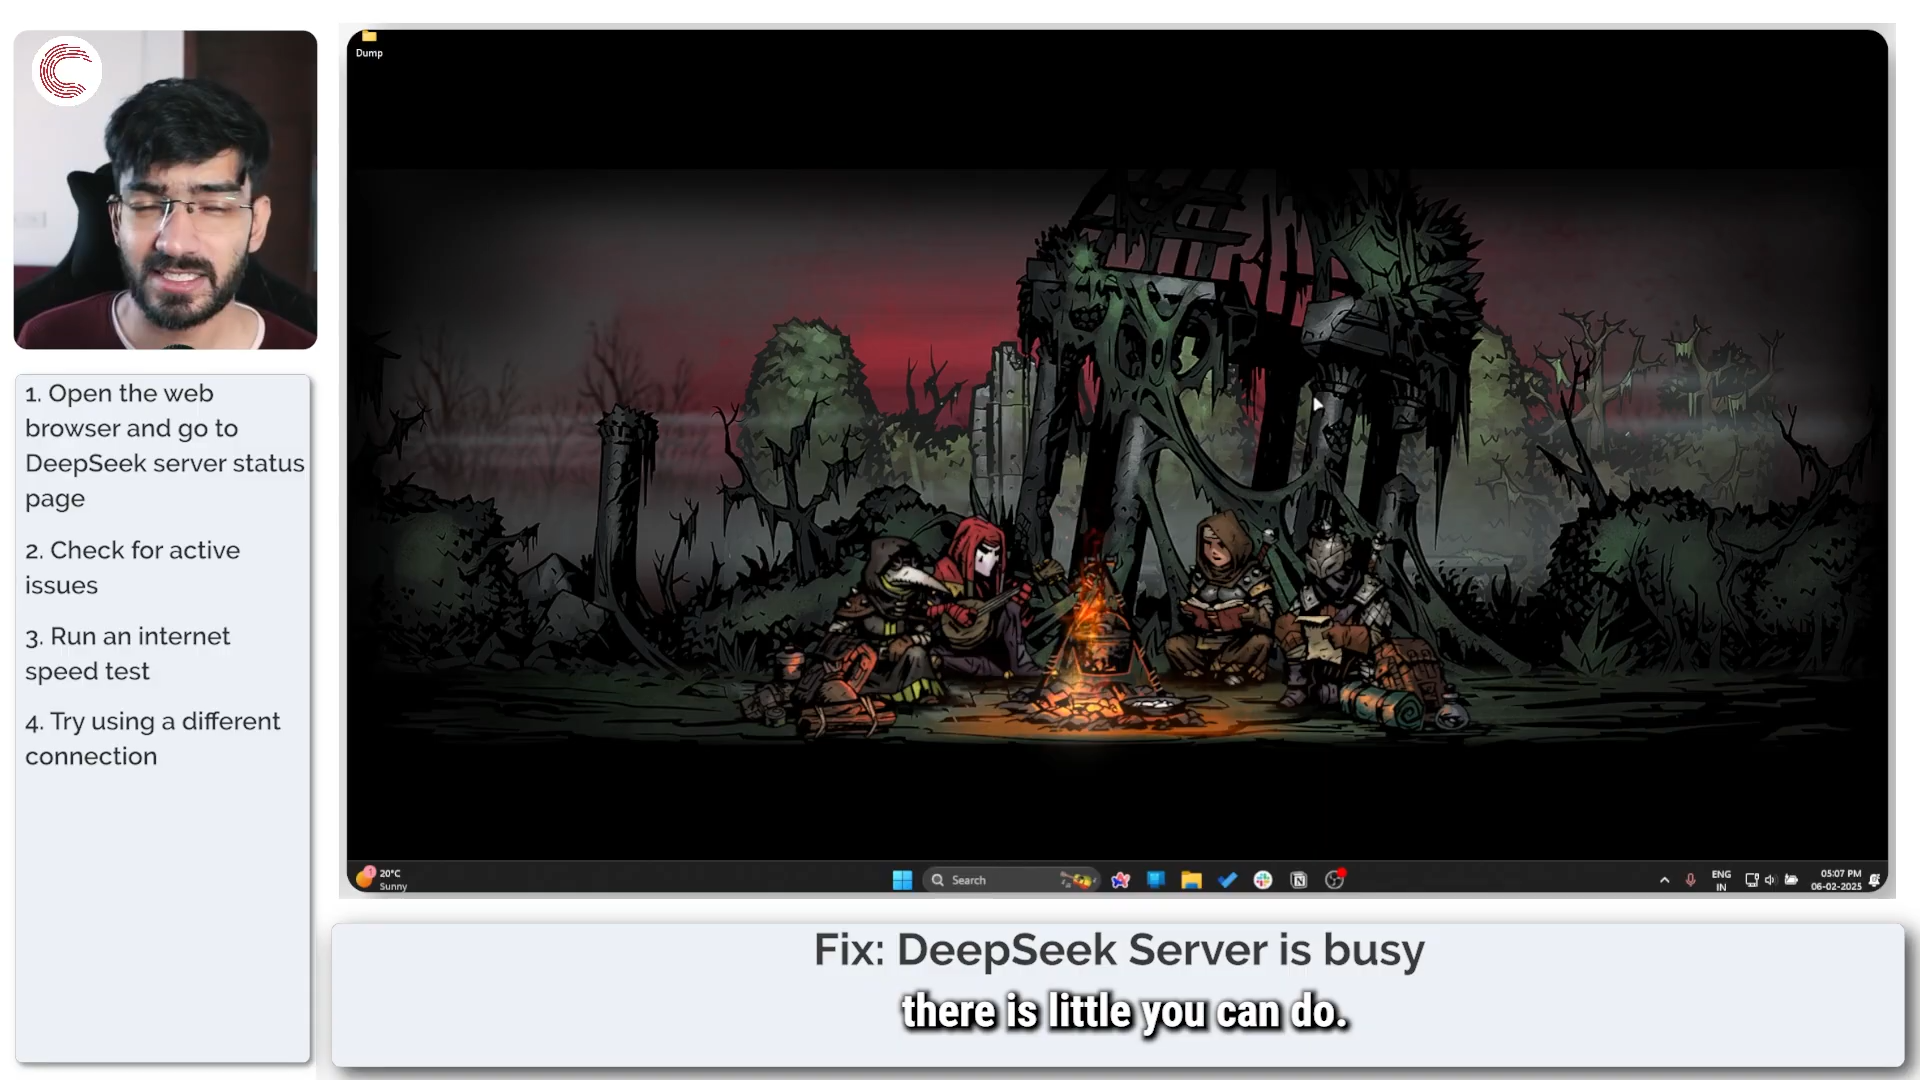 Dump
1. Open the web
browser and go to
DeepSeek server status
page
2. Check for active
issues
3. Run an internet
speed test
4. Try using a different
connection
1
20°C
Sunny
Search
ENG
IN
05:07 PM
06-02-2025
Fix: DeepSeek Server is busy
there is little you can do.